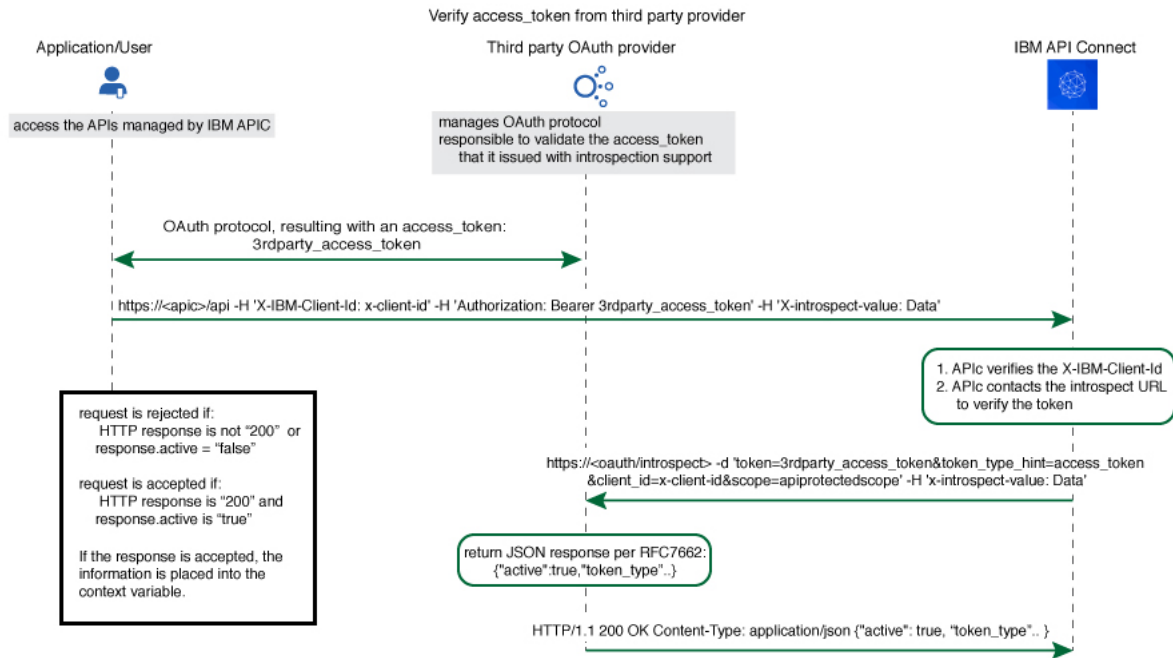 Verify access_token from third party provider
Application/User
Third party OAuth provider
IBM API Connect
access the APIs managed by IBM APIC
manages OAuth protocol
responsible to validate the access_token
that it issued with introspection support
OAuth protocol, resulting with an access_token:
3rdparty_access_token
https://<apic>/api -H 'X-IBM-Client-Id: x-client-id' -H 'Authorization: Bearer 3rdparty_access_token' -H 'X-introspect-value: Data'
1. APIc verifies the X-IBM-Client-Id
2. APIc contacts the introspect URL
to verify the token
request is rejected if:
HTTP response is not “200” or
response.active = “false”
request is accepted if:
HTTP response is “200” and
response.active is “true”
If the response is accepted, the
information is placed into the
context variable.
https://<oauth/introspect> -d 'token=3rdparty_access_token&token_type_hint=access_token
&client_id=x-client-id&scope=apiprotectedscope' -H 'x-introspect-value: Data'
return JSON response per RFC7662:
{"active":true,"token_type"..}
HTTP/1.1 200 OK Content-Type: application/json {"active": true, “token_type”.. }